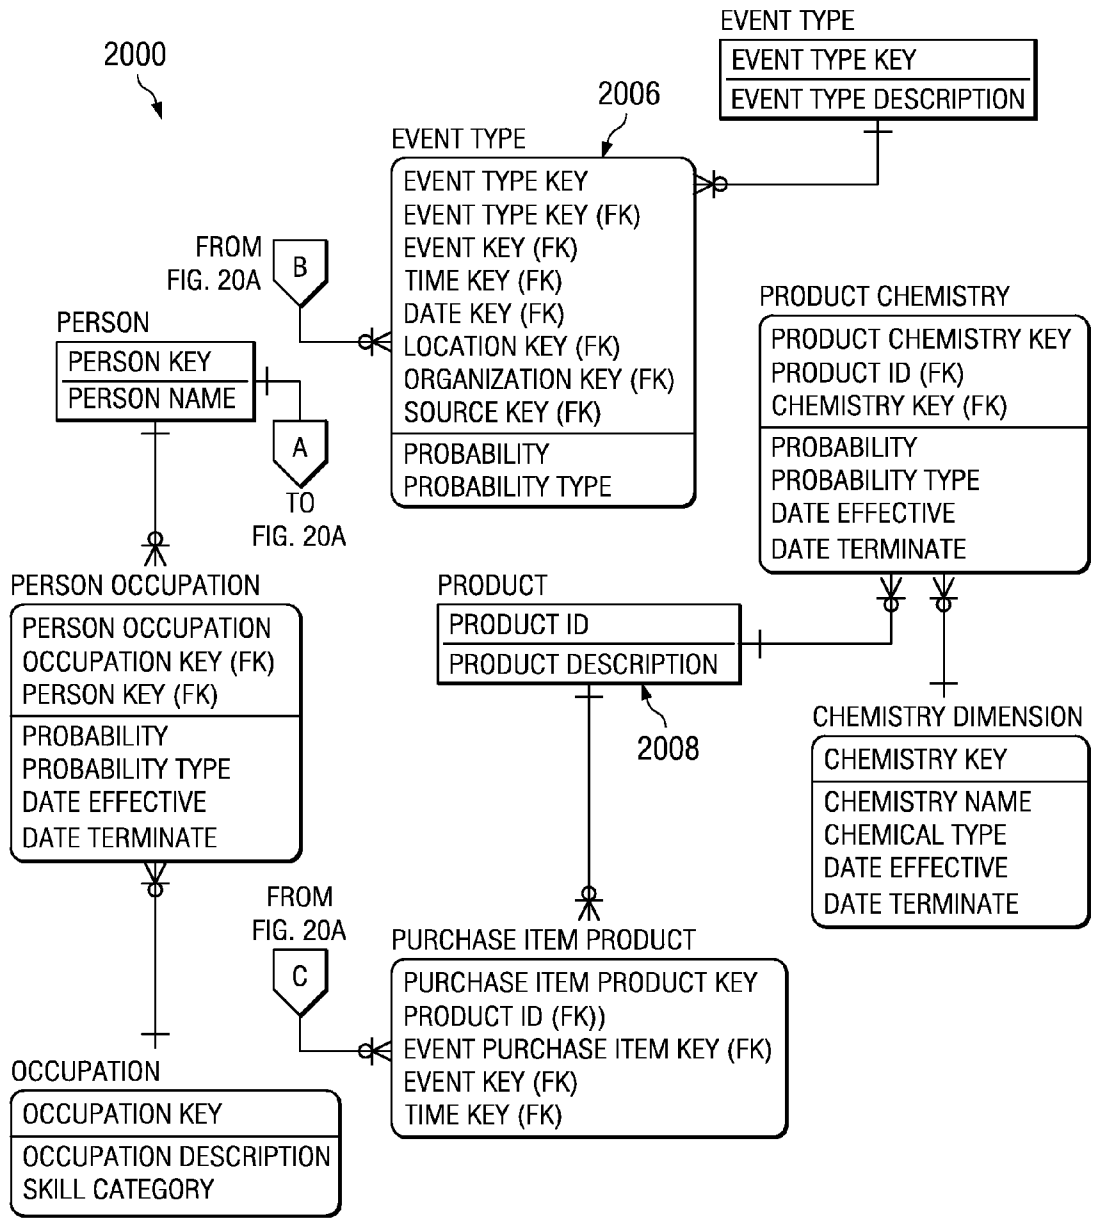 2000
EVENT TYPE
EVENT TYPE KEY
EVENT TYPE DESCRIPTION
2006
EVENT TYPE
EVENT TYPE KEY
EVENT TYPE KEY (FK)
EVENT KEY (FK)
TIME KEY (FK)
DATE KEY (FK)
LOCATION KEY (FK)
ORGANIZATION KEY (FK)
SOURCE KEY (FK)
PROBABILITY
PROBABILITY TYPE
FROM
FIG. 20A
B
PERSON
PERSON KEY
PERSON NAME
A
TO
FIG. 20A
PRODUCT CHEMISTRY
PRODUCT CHEMISTRY KEY
PRODUCT ID (FK)
CHEMISTRY KEY (FK)
PROBABILITY
PROBABILITY TYPE
DATE EFFECTIVE
DATE TERMINATE
PERSON OCCUPATION
PERSON OCCUPATION
OCCUPATION KEY (FK)
PERSON KEY (FK)
PROBABILITY
PROBABILITY TYPE
DATE EFFECTIVE
DATE TERMINATE
PRODUCT
PRODUCT ID
PRODUCT DESCRIPTION
2008
CHEMISTRY DIMENSION
CHEMISTRY KEY
CHEMISTRY NAME
CHEMICAL TYPE
DATE EFFECTIVE
DATE TERMINATE
FROM
FIG. 20A
C
PURCHASE ITEM PRODUCT
PURCHASE ITEM PRODUCT KEY
PRODUCT ID (FK))
EVENT PURCHASE ITEM KEY (FK)
EVENT KEY (FK)
TIME KEY (FK)
OCCUPATION
OCCUPATION KEY
OCCUPATION DESCRIPTION
SKILL CATEGORY